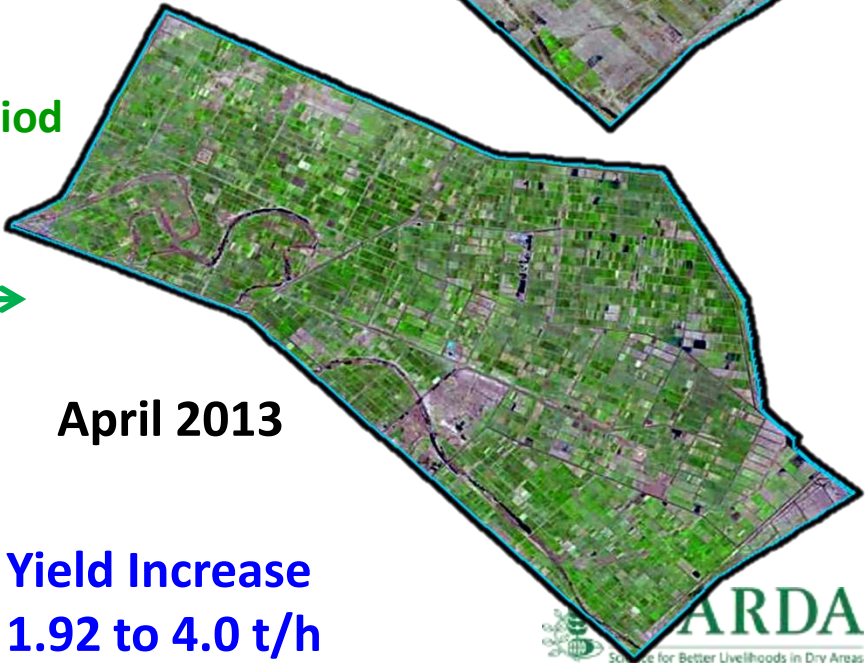 iod
April 2013
Yield Increase
1.92 to 4.0 t/h
ARDA
for Better Livelihoods in Dry Areas